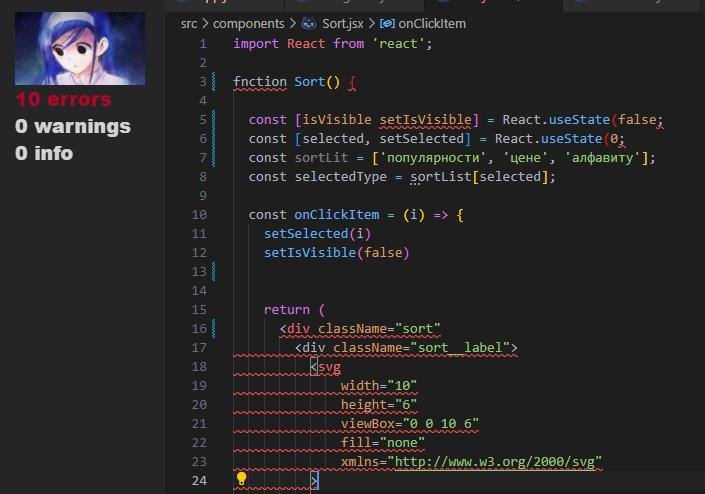 src > components > Sort.jsx > onClickItem
10 errors
0 warnings
0 info
1 import React from 'react';
2
3 fnction Sort() {
4
5 const [isVisible setIsVisible] = React.useState(false;
6 const [selected, setSelected] = React.useState(0;
7 const sortLit = ['популярности', 'цене', 'алфавиту'];
8 const selectedType = sortList[selected];
9
10 const onClickItem = (i) => {
11 setSelected(i)
12 setIsVisible(false)
13
14
15 return (
16 <div className="sort"
17 <div className="sort__label">
18 <svg
19 width="10"
20 height="6"
21 viewBox="0 0 10 6"
22 fill="none"
23 xmlns="http://www.w3.org/2000/svg"
24 >